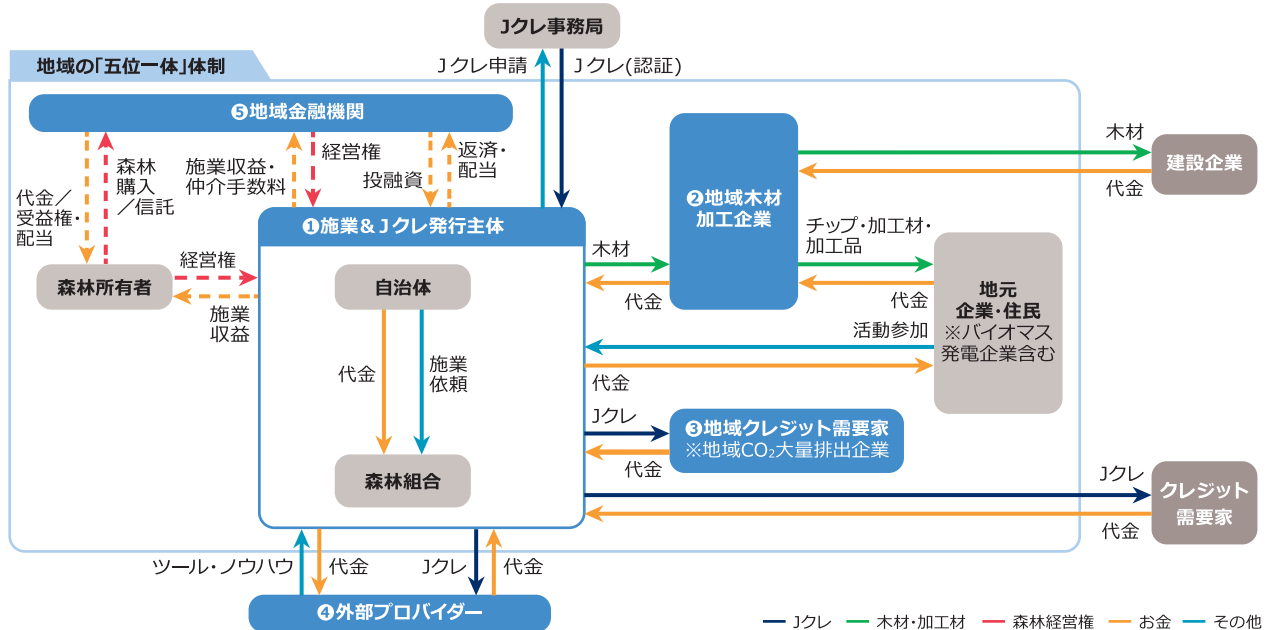 Jクレ事務局
地域の「五位一体」体制
Jクレ申請
Jクレ(認証)
❺地域金融機関
代金／
受益権・
配当
森林
購入
／信託
施業収益・
仲介手数料
経営権
投融資
返済・
配当
❶施業＆Jクレ発行主体
森林所有者
経営権
施業
収益
自治体
代金
施業
依頼
森林組合
❷地域木材
加工企業
木材
代金
木材
代金
建設企業
チップ・加工材・
加工品
代金
地元
企業・住民
※バイオマス
発電企業含む
活動参加
代金
Jクレ
代金
❸地域クレジット需要家
※地域CO₂大量排出企業
Jクレ
代金
クレジット
需要家
ツール・ノウハウ
代金
Jクレ
代金
❹外部プロバイダー
Jクレ
木材・加工材
森林経営権
お金
その他